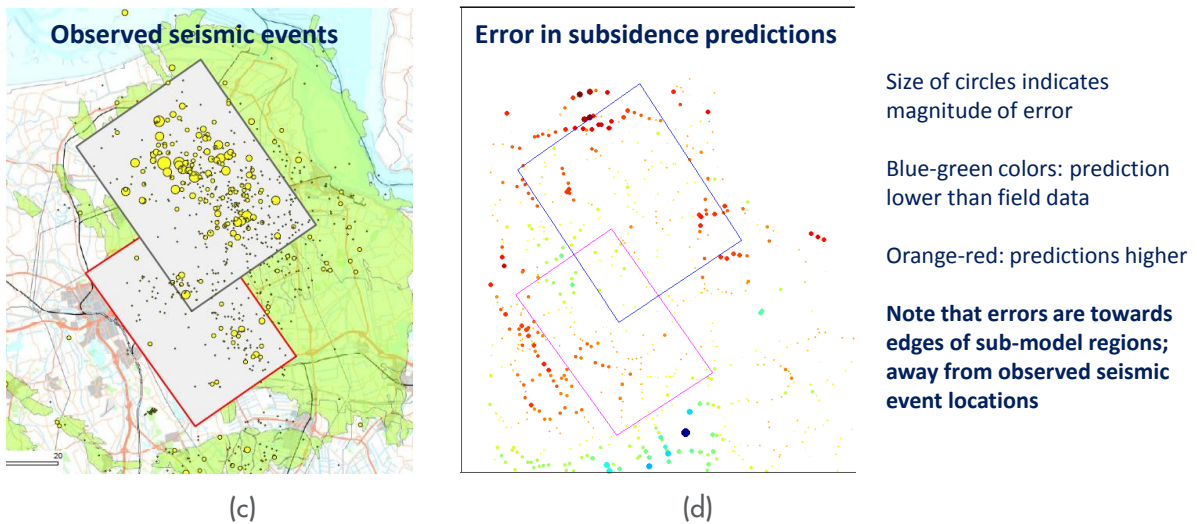 Observed seismic events
Error in subsidence predictions
Size of circles indicates
magnitude of error
Blue-green colors: prediction
lower than field data
Orange-red: predictions higher
Note that errors are towards
edges of sub-model regions;
away from observed seismic
event locations
20
(c)
(d)